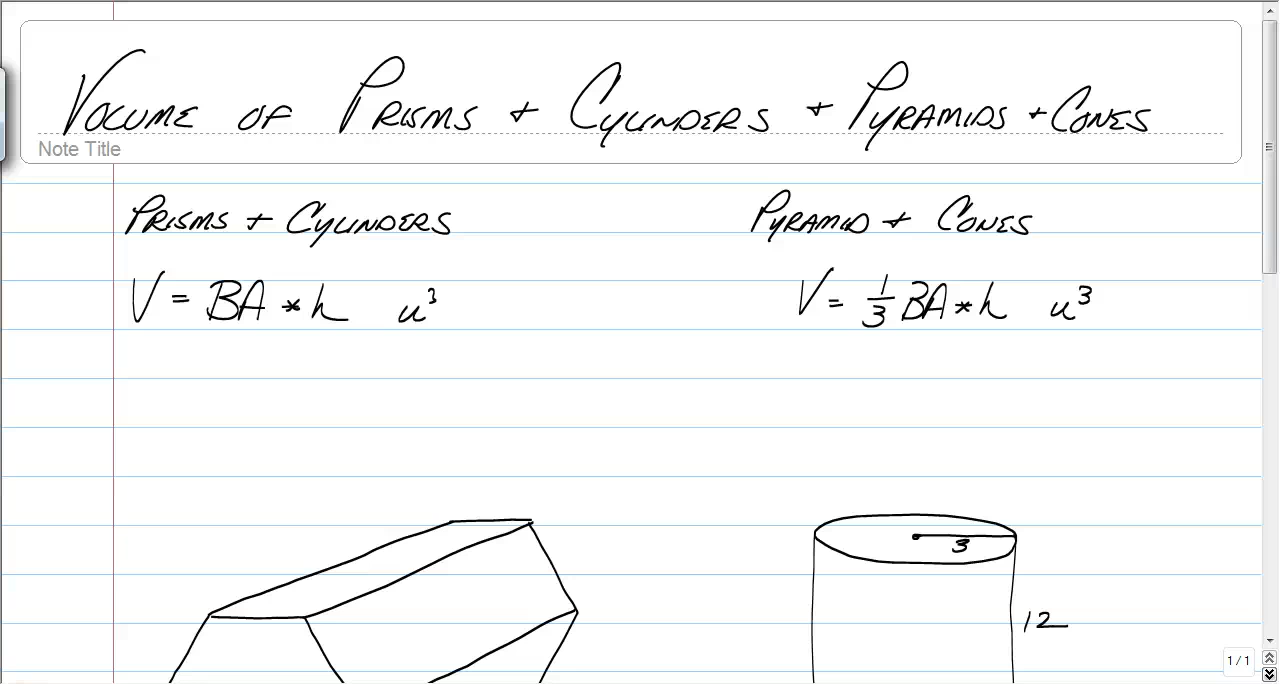 VOLUME OF PRISMS + CYLINDERS + PYRAMIDS + CONES
Note Title
PRISMS + CYLINDERS
PYRAMID + CONES
V = BA * h u³
V = 1/3 BA * h u³
3
12
1 / 1